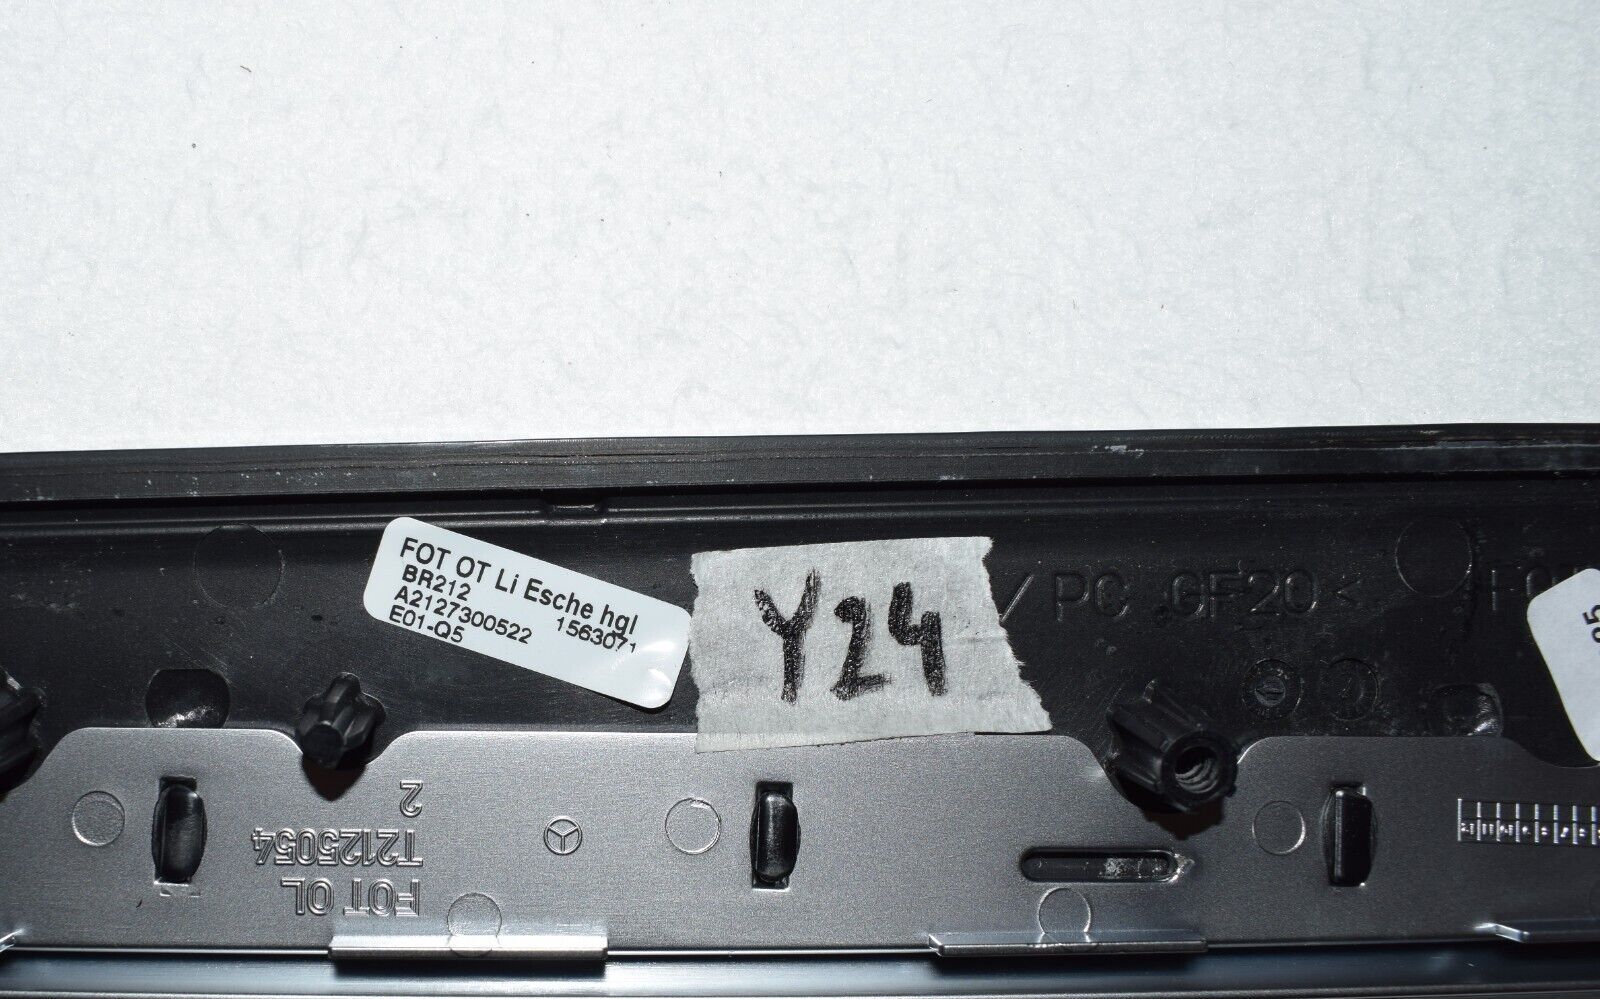 FOT OT Li Esche hgl
BR212
A2127300522 1563071
E01-Q5
Y24
/ PC GF20<
2
T2125054
FOT OL